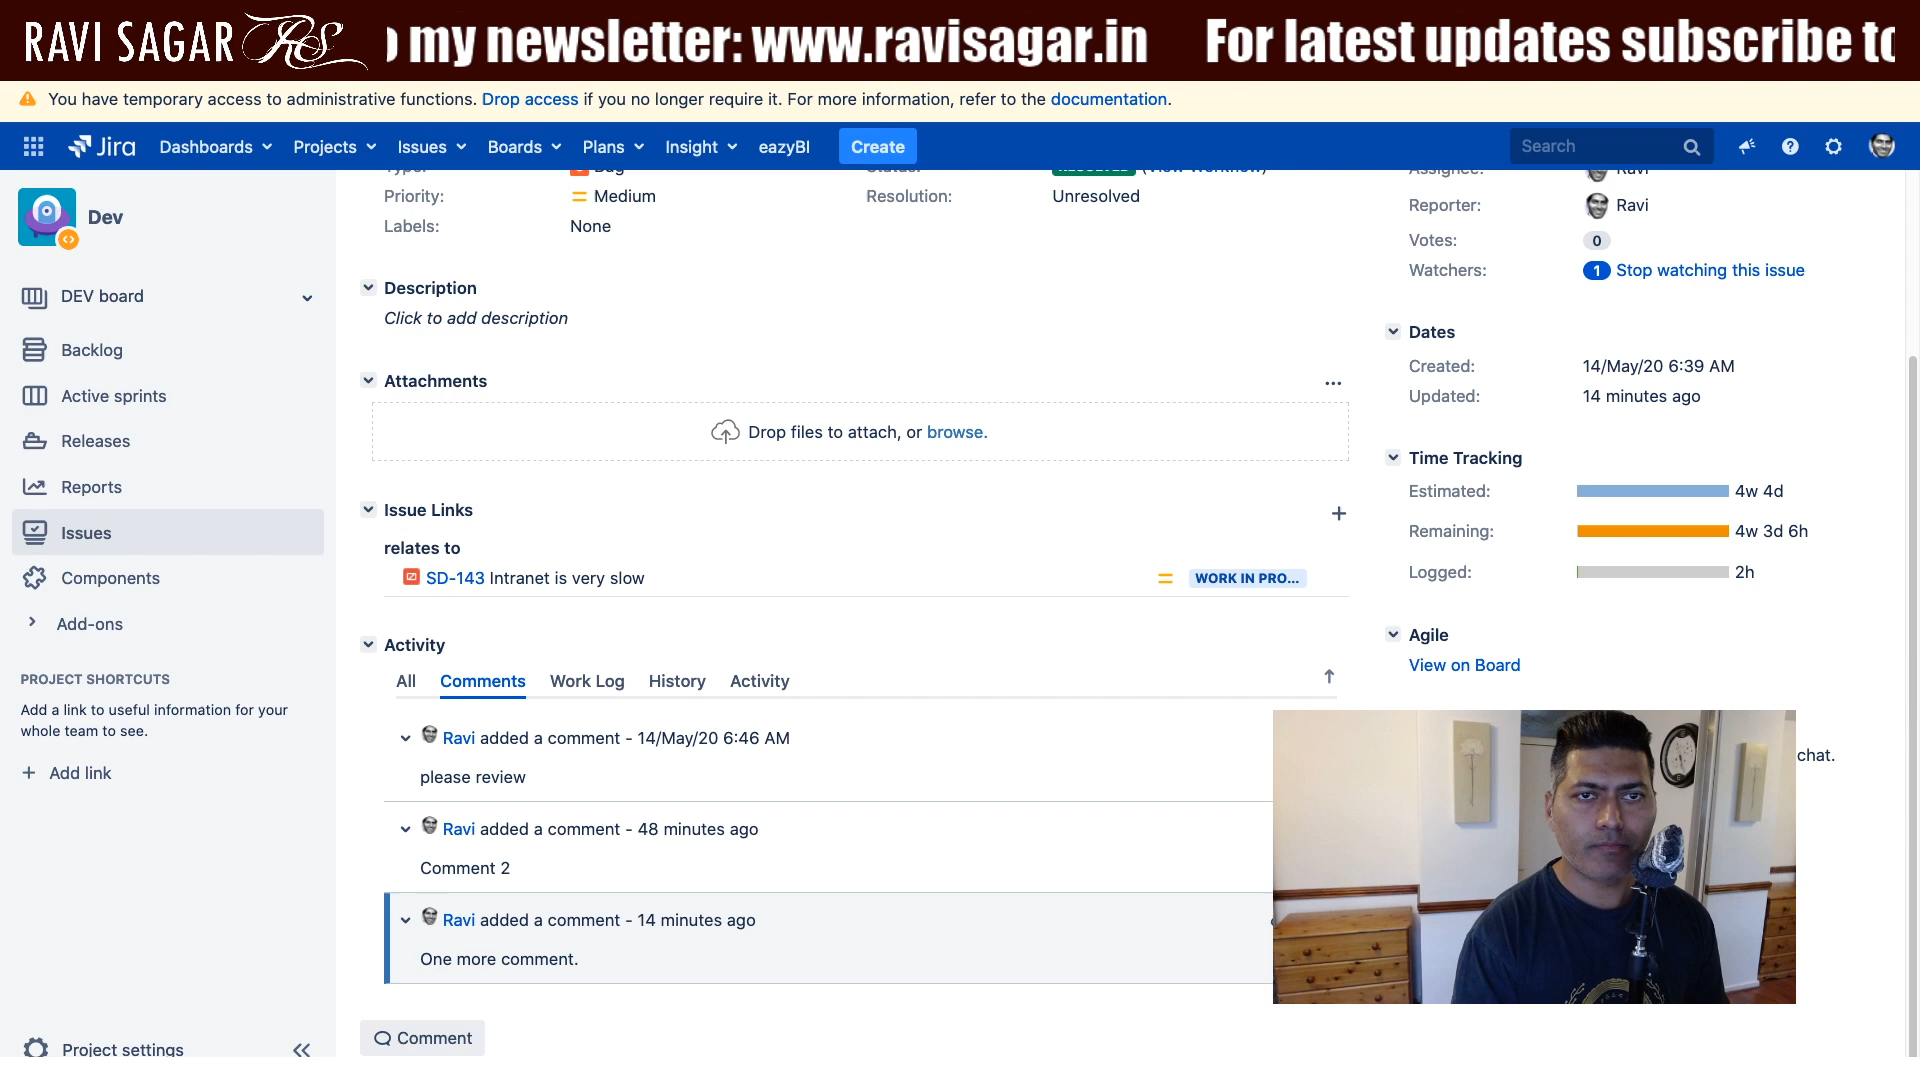 RAVI SAGAR RS my newsletter: www.ravisagar.in For latest updates subscribe to
You have temporary access to administrative functions. Drop access if you no longer require it. For more information, refer to the documentation.
Jira Dashboards Projects Issues Boards Plans Insight eazyBI Create Search
Dev
DEV board
Backlog
Active sprints
Releases
Reports
Issues
Components
Add-ons
PROJECT SHORTCUTS
Add a link to useful information for your
whole team to see.
+ Add link
Project settings
Type: Bug Status: RESOLVED (View Workflow)
Priority: Medium Resolution: Unresolved
Labels: None
Description
Click to add description
Attachments
...
Drop files to attach, or browse.
Issue Links
+
relates to
SD-143 Intranet is very slow WORK IN PRO...
Activity
All Comments Work Log History Activity
Ravi added a comment - 14/May/20 6:46 AM
please review
Ravi added a comment - 48 minutes ago
Comment 2
Ravi added a comment - 14 minutes ago
One more comment.
Comment
Assignee: Ravi
Reporter: Ravi
Votes: 0
Watchers: 1 Stop watching this issue
Dates
Created: 14/May/20 6:39 AM
Updated: 14 minutes ago
Time Tracking
Estimated: 4w 4d
Remaining: 4w 3d 6h
Logged: 2h
Agile
View on Board
chat.